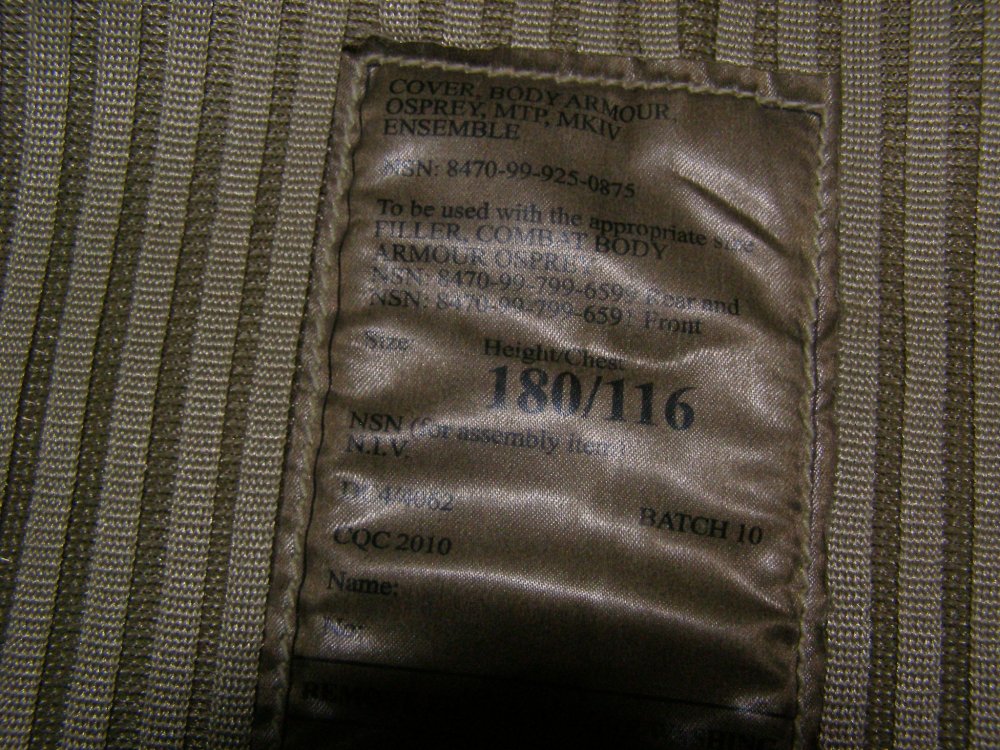 COVER, BODY ARMOUR,
OSPREY, MTP, MKIV
ENSEMBLE
NSN: 8470-99-925-0875
To be used with the appropriate size
FILLER, COMBAT BODY
ARMOUR OSPREY
NSN: 8470-99-799-6599 Rear and
NSN: 8470-99-799-6591 Front
Size Height/Chest
180/116
NSN (for assembly item)
N.I.V.
BATCH 10
CQC 2010
Name:
No: